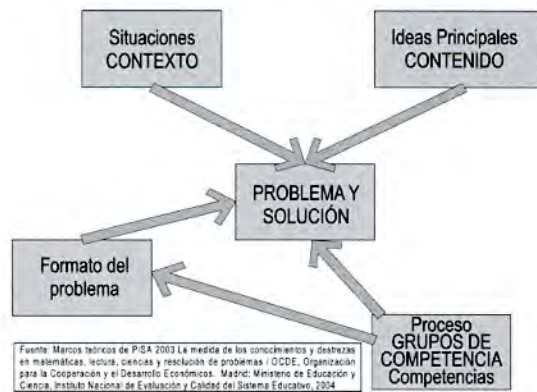 Situaciones
CONTEXTO
Ideas Principales
CONTENIDO
PROBLEMA Y
SOLUCIÓN
Formato del
problema
Proceso
GRUPOS DE
COMPETENCIA
Competencias
Fuente: Marcos teóricos de PISA 2003 La medida de los conocimientos y destrezas
en matemáticas, lectura, ciencias y resolución de problemas / OCDE, Organización
para la Cooperación y el Desarrollo Económicos. Madrid: Ministerio de Educación y
Ciencia, Instituto Nacional de Evaluación y Calidad del Sistema Educativo, 2004